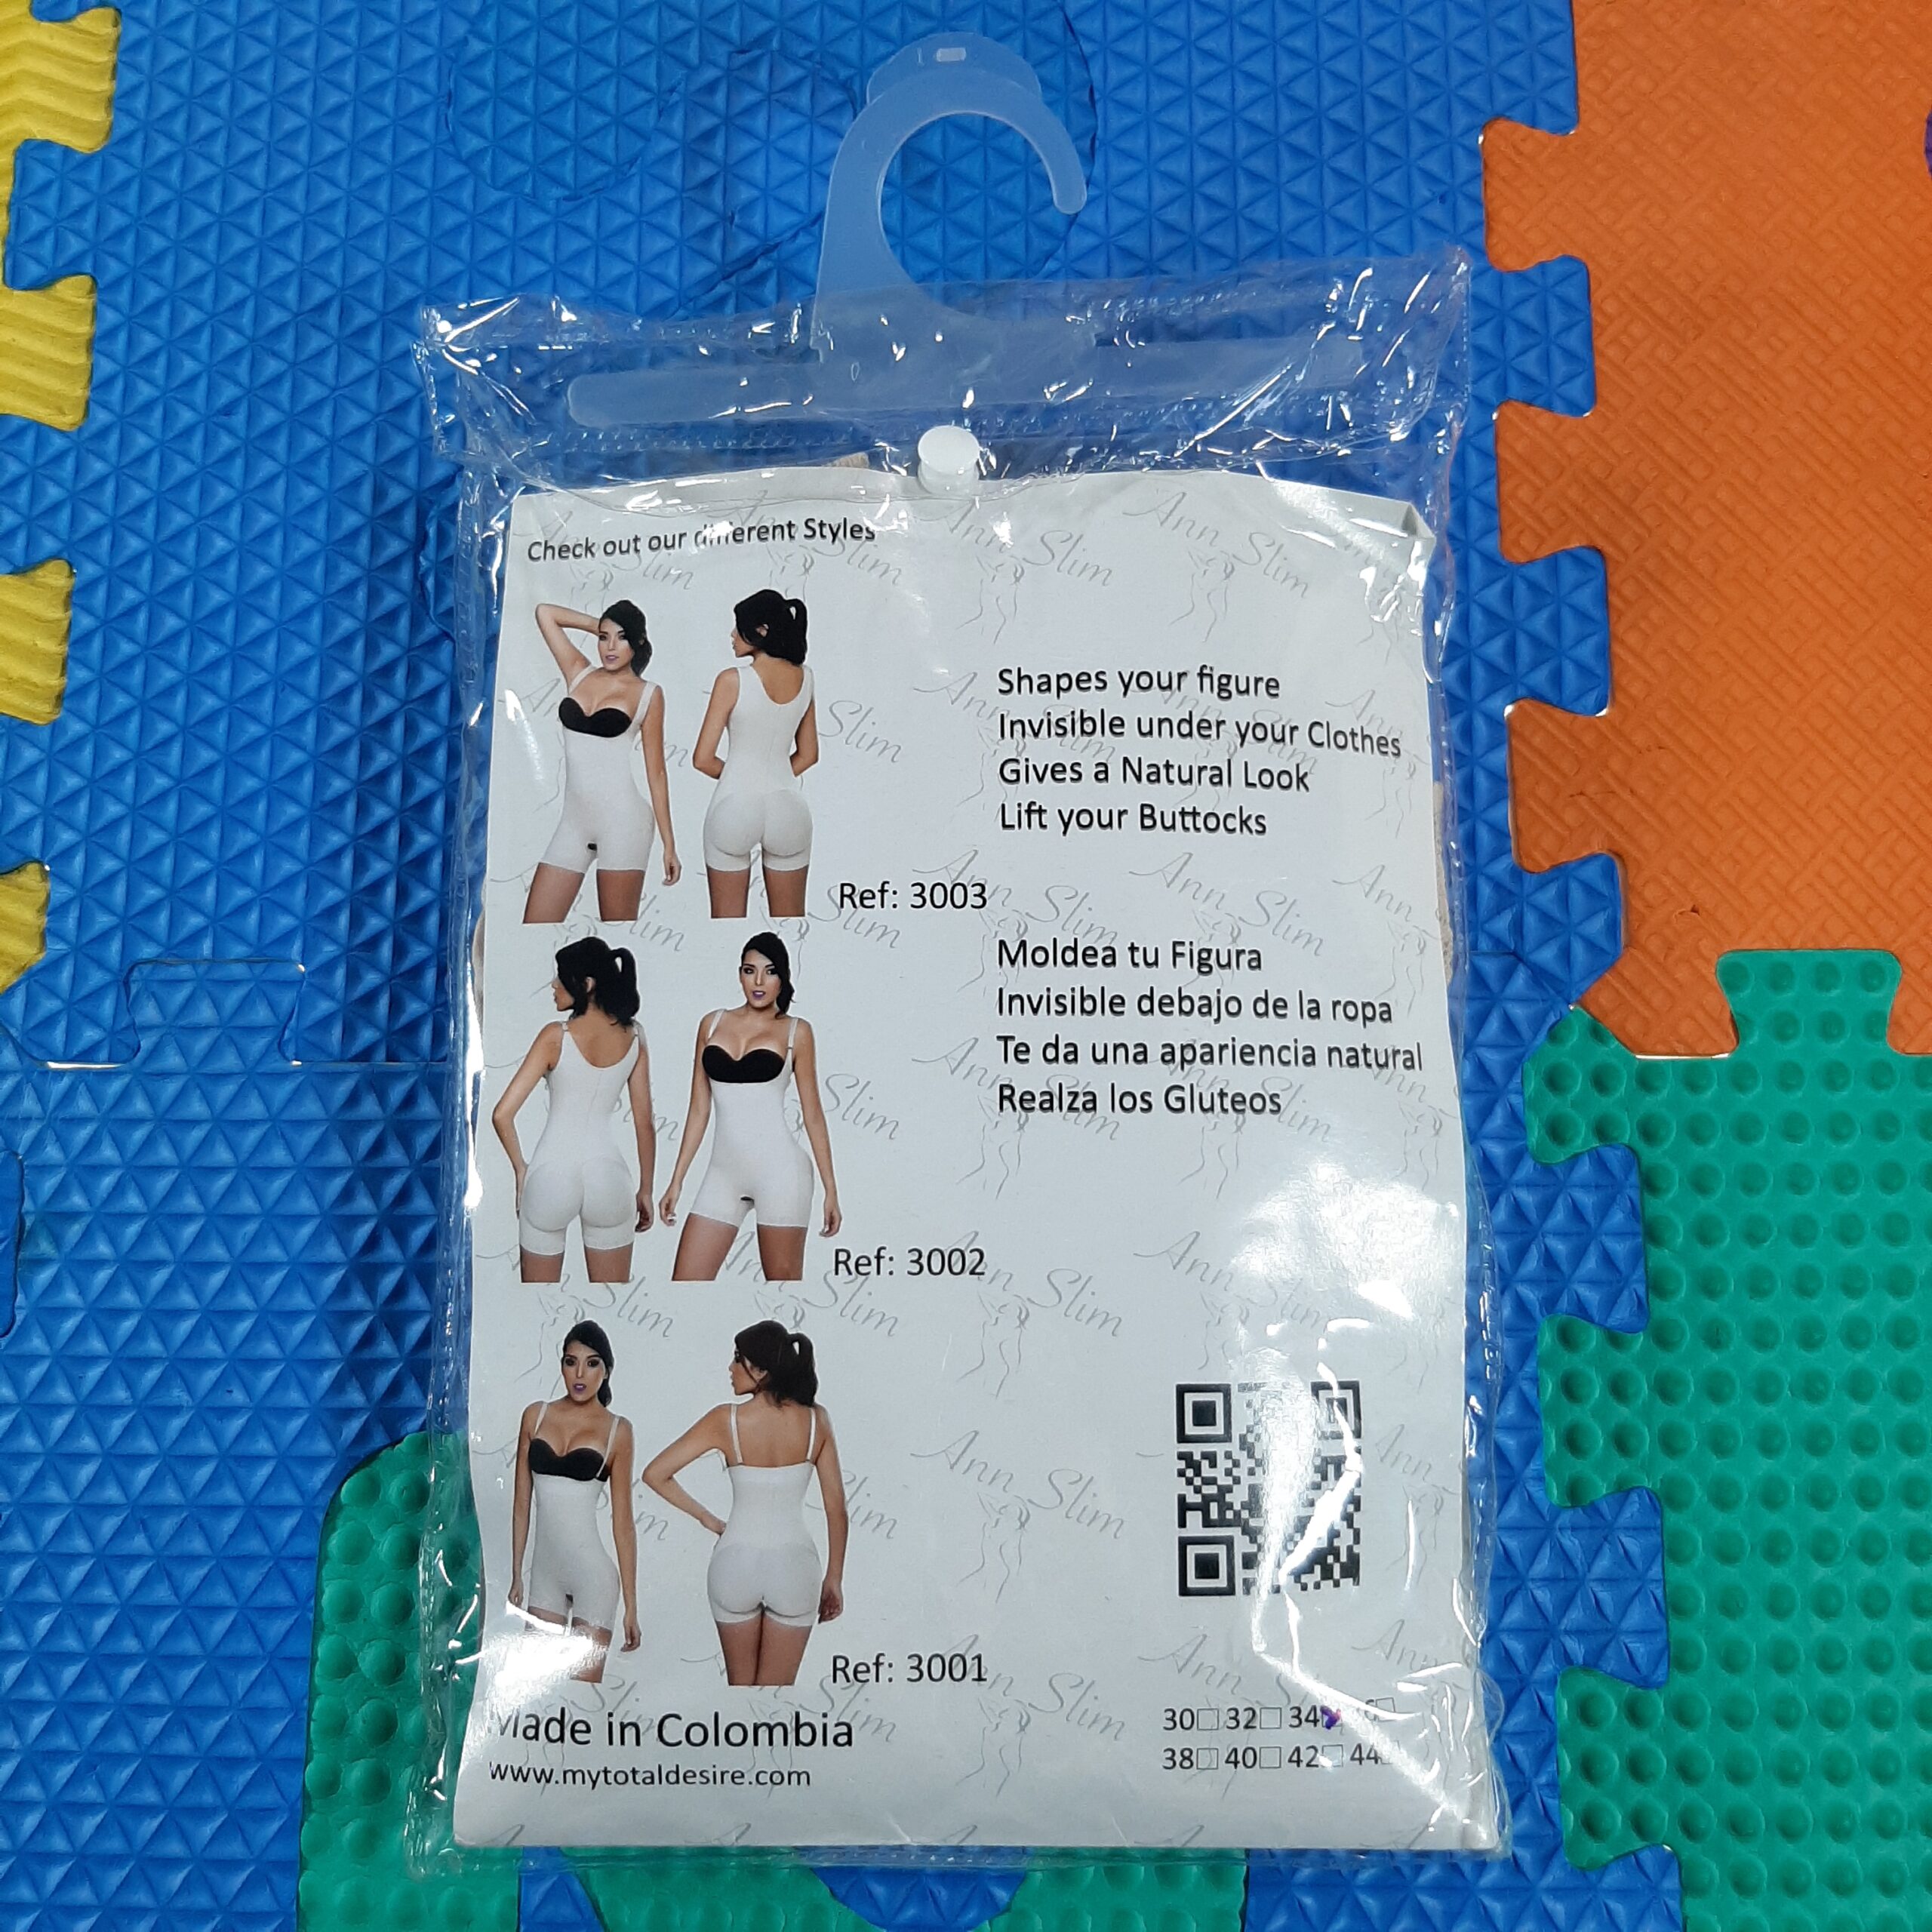 Check out our different Styles
Shapes your figure
Invisible under your Clothes
Gives a Natural Look
Lift your Buttocks
Ref: 3003
Moldea tu Figura
Invisible debajo de la ropa
Te da una apariencia natural
Realza los Gluteos
Ref: 3002
Ref: 3001
Made in Colombia
www.mytotaldesire.com
30 32 34
38 40 42 44
Ann Slim